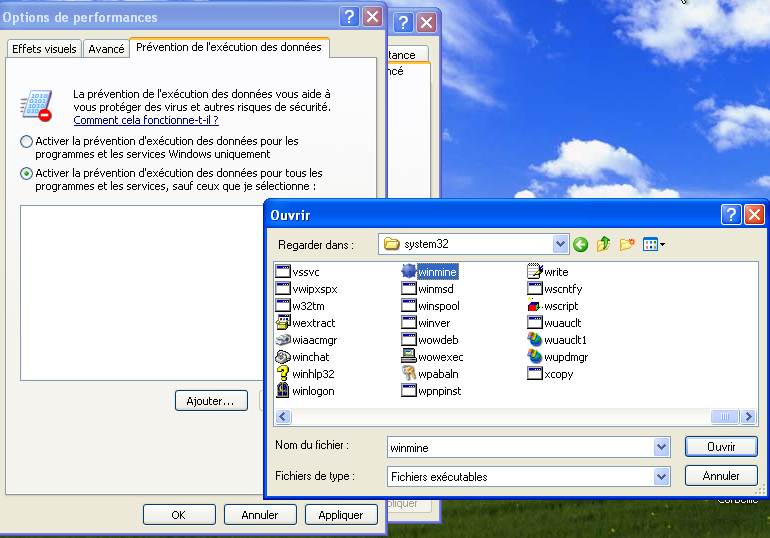 Options de performances
Effets visuels
Avancé
Prévention de l'exécution des données
La prévention de l'exécution des données vous aide à
vous protéger des virus et autres risques de sécurité.
Comment cela fonctionne-t-il ?
Activer la prévention d'exécution des données pour les
programmes et les services Windows uniquement
Activer la prévention d'exécution des données pour tous les
programmes et les services, sauf ceux que je sélectionne :
Ajouter...
OK
Annuler
Appliquer
tance
ncé
Ouvrir
Regarder dans :
system32
vssvc
vwipxspx
w32tm
wextract
wiaacmgr
winchat
winhlp32
winlogon
winmine
winmsd
winspool
winver
wowdeb
wowexec
wpabaln
wpnpinst
write
wscntfy
wscript
wuauclt
wuauclt1
wupdmgr
xcopy
Nom du fichier :
winmine
Ouvrir
Fichiers de type :
Fichiers exécutables
Annuler
ppliquer
Corbeille